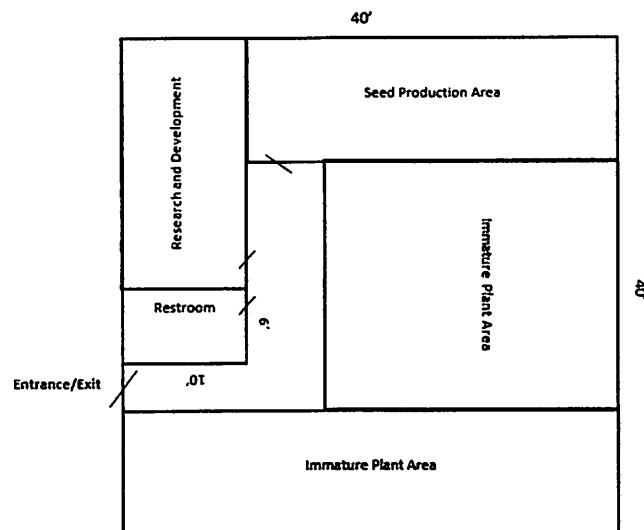 40'
Seed Production Area
Research and Development
Immature Plant Area
40'
Restroom
6'
10'
Entrance/Exit
Immature Plant Area